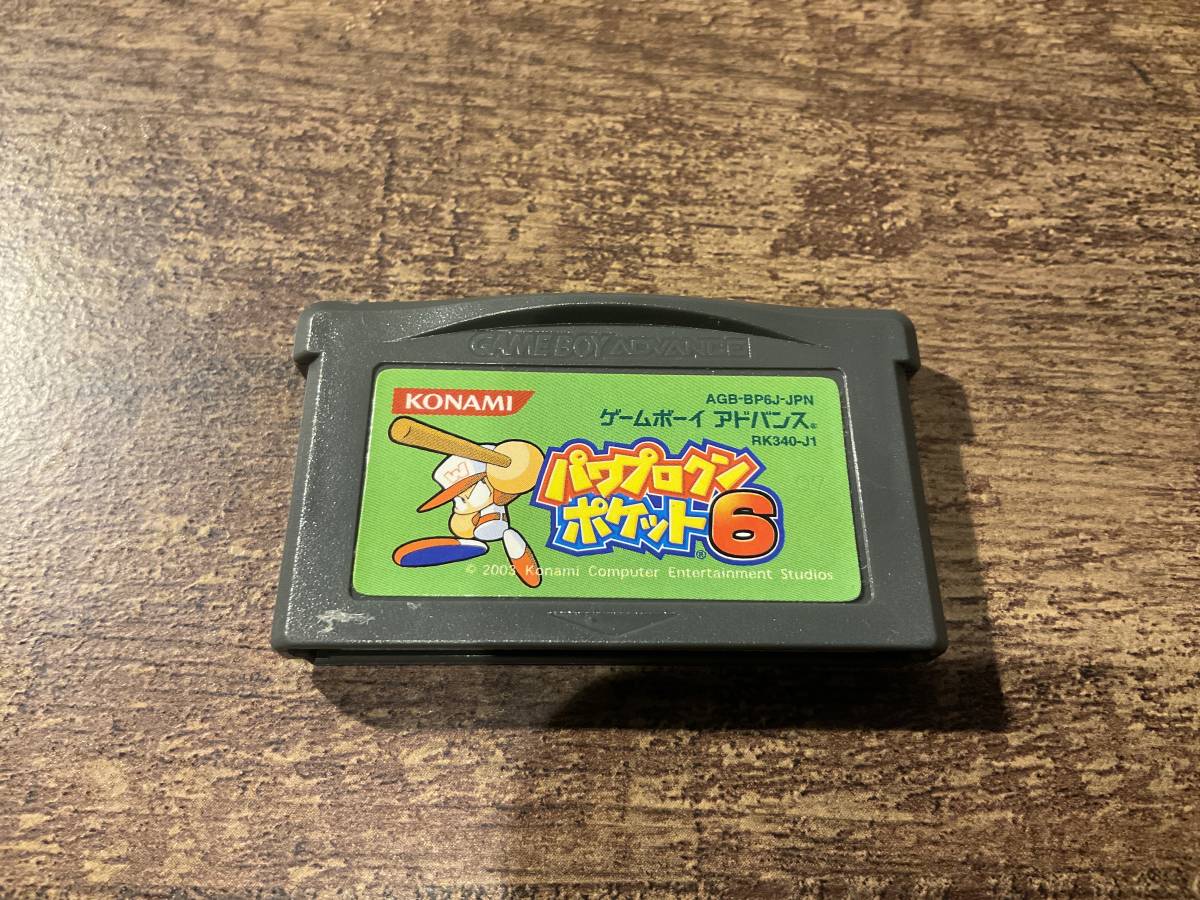 GAME BOY ADVANCE
KONAMI
AGB-BP6J-JPN
ゲームボーイ アドバンス®
RK340-J1
パワプロクン
ポケット6®
© 2003 Konami Computer Entertainment Studios